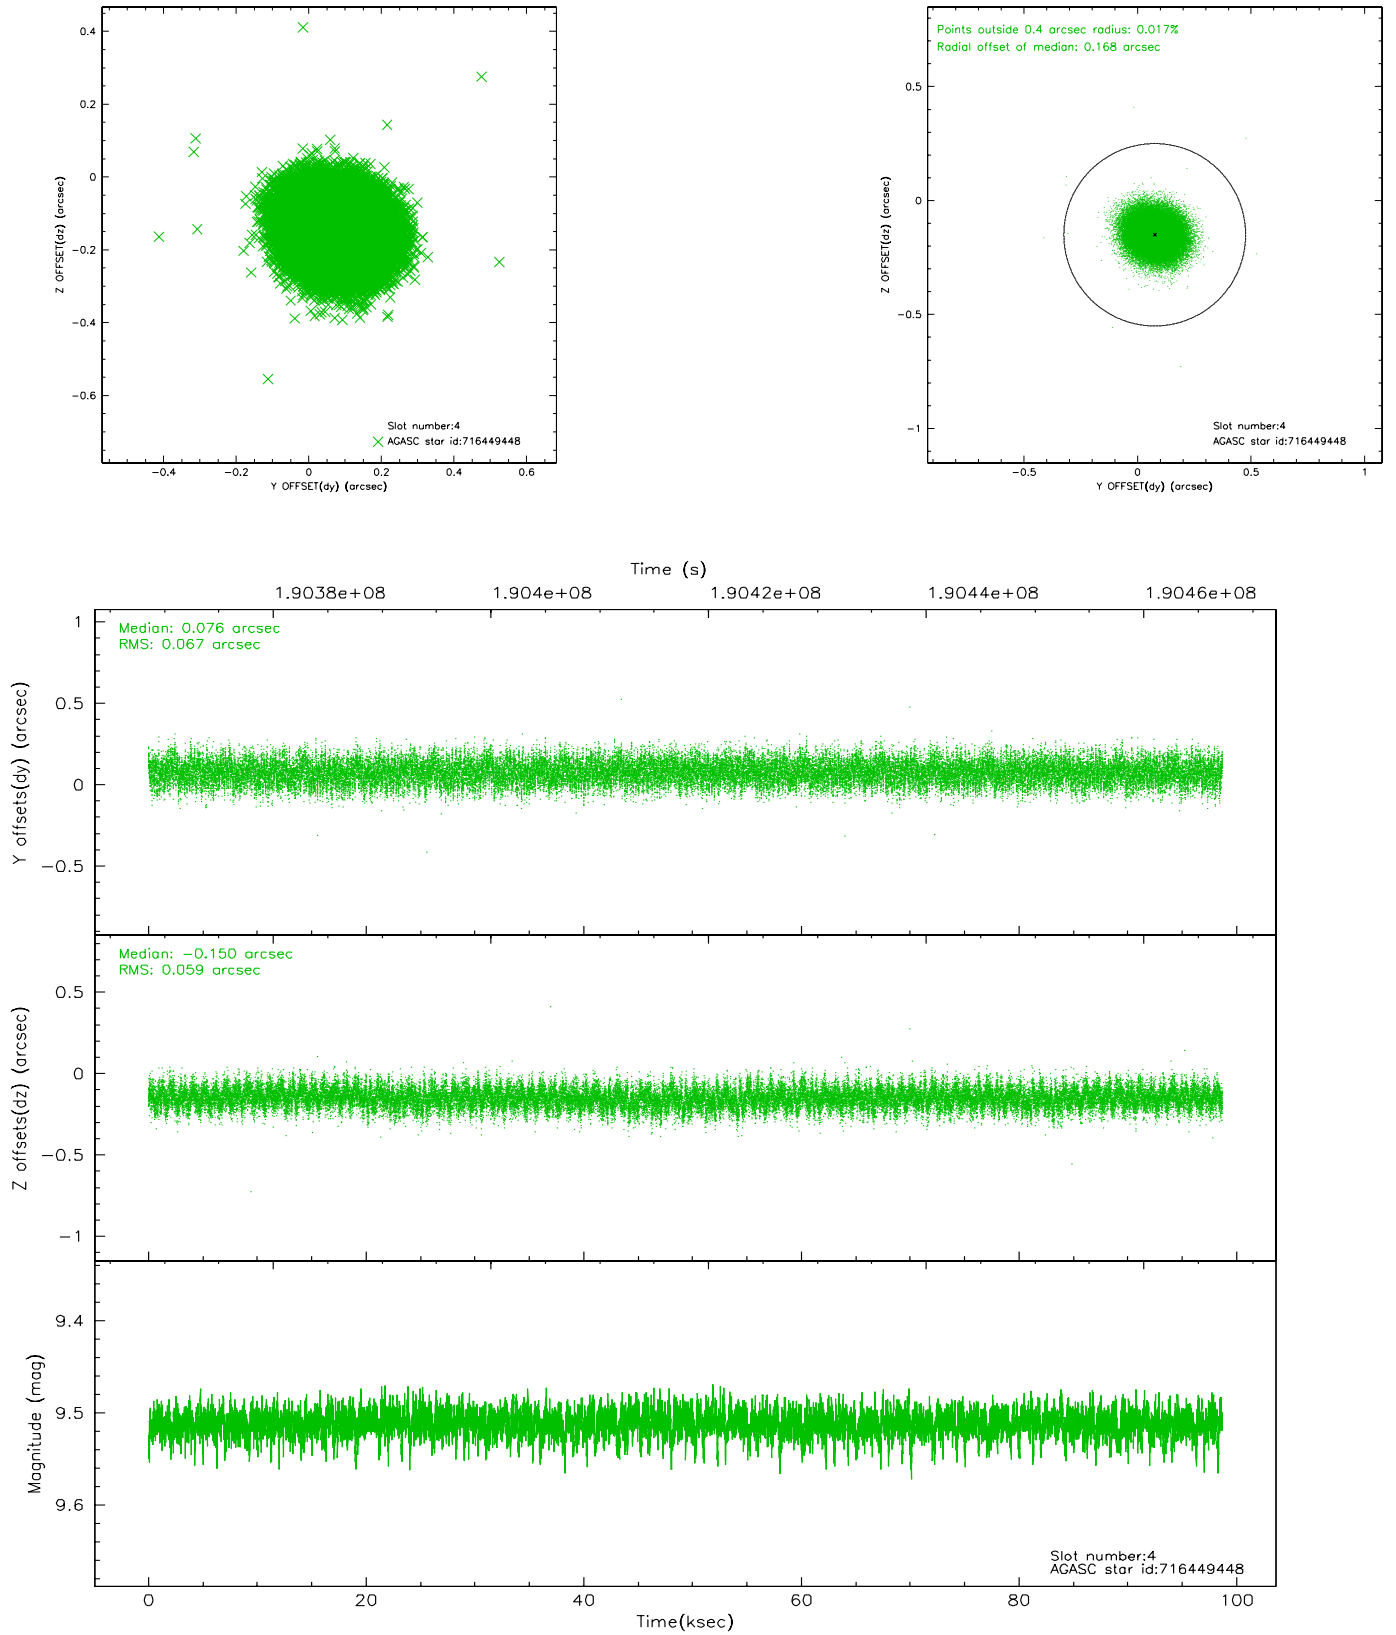 0.4
0.2
0
−0.2
−0.4
−0.6
Z OFFSET(dz) (arcsec)
Slot number:4
AGASC star id:716449448
−0.4 −0.2 0 0.2 0.4 0.6
Y OFFSET(dy) (arcsec)
Points outside 0.4 arcsec radius: 0.017%
Radial offset of median: 0.168 arcsec
0.5
0
−0.5
−1
Z OFFSET(dz) (arcsec)
Slot number:4
AGASC star id:716449448
−0.5 0 0.5 1
Y OFFSET(dy) (arcsec)
Time (s)
1.9038e+08 1.904e+08 1.9042e+08 1.9044e+08 1.9046e+08
Median: 0.076 arcsec
RMS: 0.067 arcsec
1
0.5
0
−0.5
Y offsets(dy) (arcsec)
Median: −0.150 arcsec
RMS: 0.059 arcsec
0.5
0
−0.5
−1
Z offsets(dz) (arcsec)
9.4
9.5
9.6
Magnitude (mag)
Slot number:4
AGASC star id:716449448
0 20 40 60 80 100
Time(ksec)